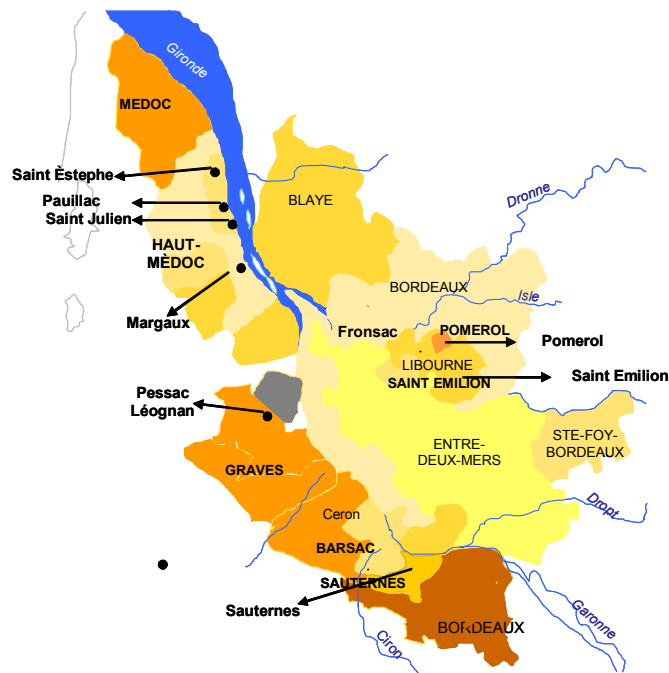 Gironde
MEDOC
Saint Èstephe
Pauillac
Saint Julien
BLAYE
Dronne
HAUT-
MÈDOC
BORDEAUX
Isle
Margaux
Fronsac
POMEROL
Pomerol
LIBOURNE
SAINT EMILION
Saint Emilion
Pessac
Léognan
ENTRE-
DEUX-MERS
STE-FOY-
BORDEAUX
GRAVES
Ceron
Dropt
BARSAC
SAUTERNES
Sauternes
BORDEAUX
Garonne
Ciron